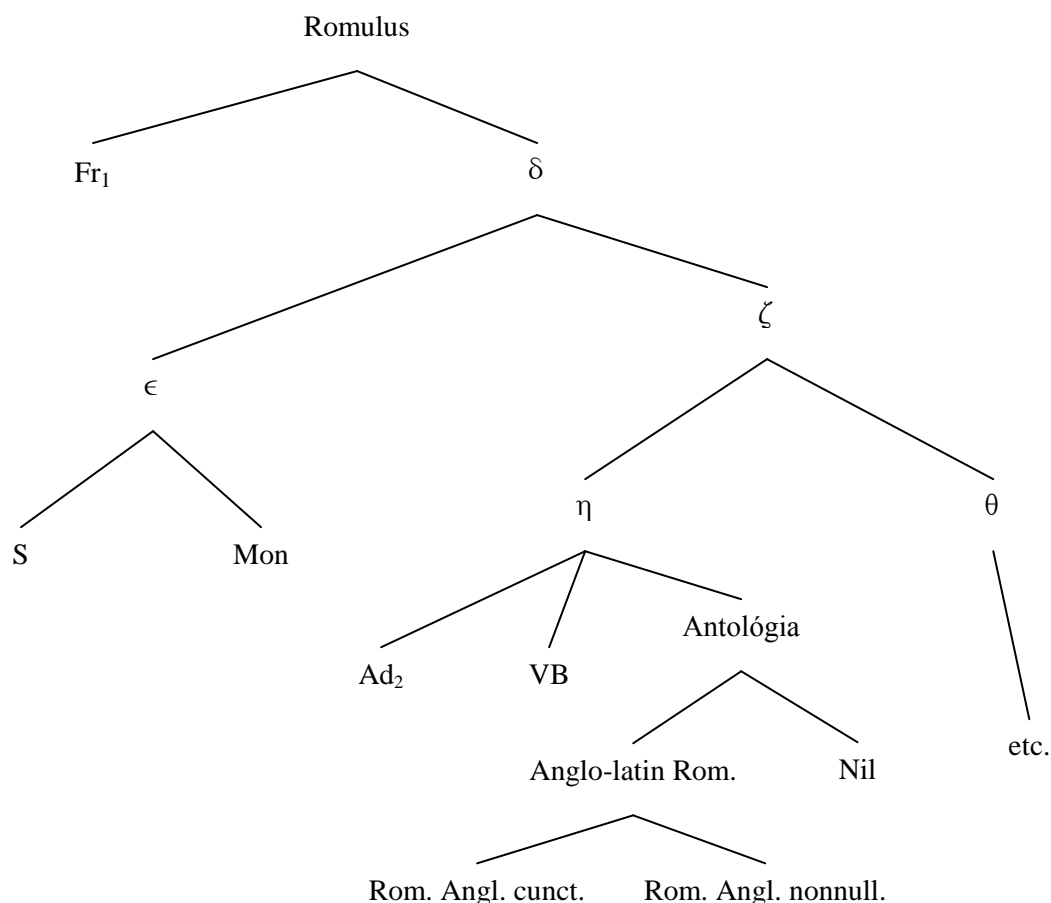 Romulus
Fr₁ δ
ζ
ϵ
η θ
S Mon
Antológia
Ad₂ VB
etc.
Anglo-latin Rom. Nil
Rom. Angl. cunct. Rom. Angl. nonnull.